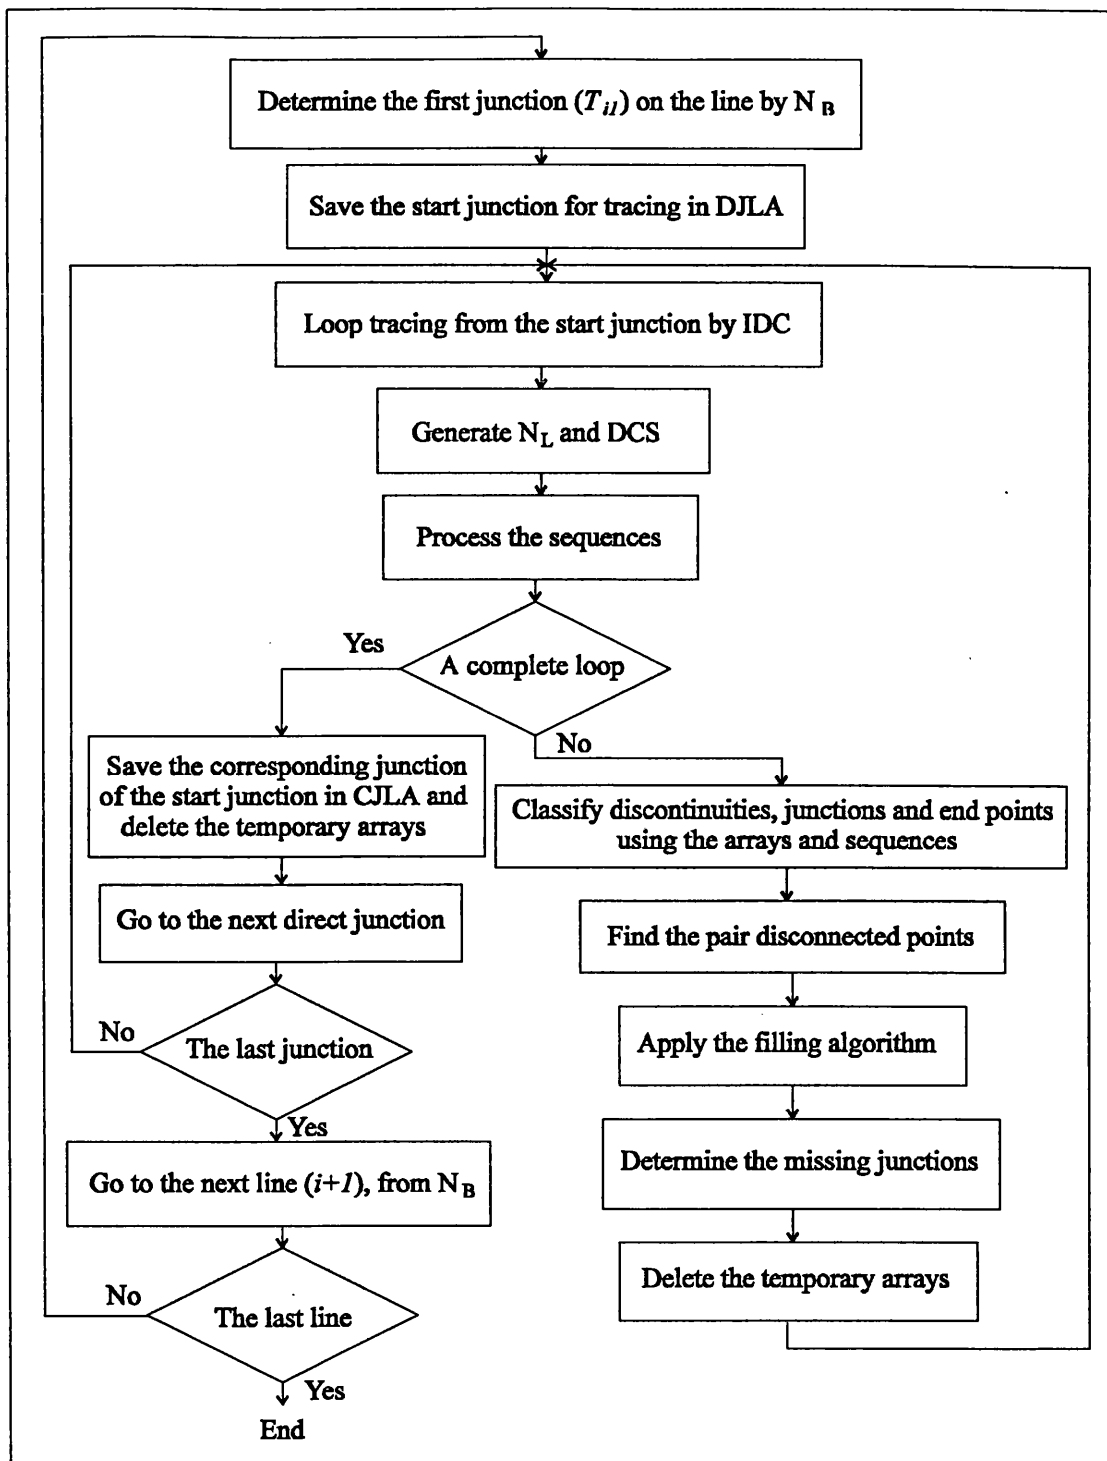 Determine the first junction (T i1) on the line by N B
Save the start junction for tracing in DJLA
Loop tracing from the start junction by IDC
Generate N L and DCS
Process the sequences
Yes
A complete loop
No
Save the corresponding junction
of the start junction in CJLA and
delete the temporary arrays
Classify discontinuities, junctions and end points
using the arrays and sequences
Go to the next direct junction
Find the pair disconnected points
No
The last junction
Apply the filling algorithm
Yes
Go to the next line (i+1), from N B
Determine the missing junctions
No
The last line
Delete the temporary arrays
Yes
End